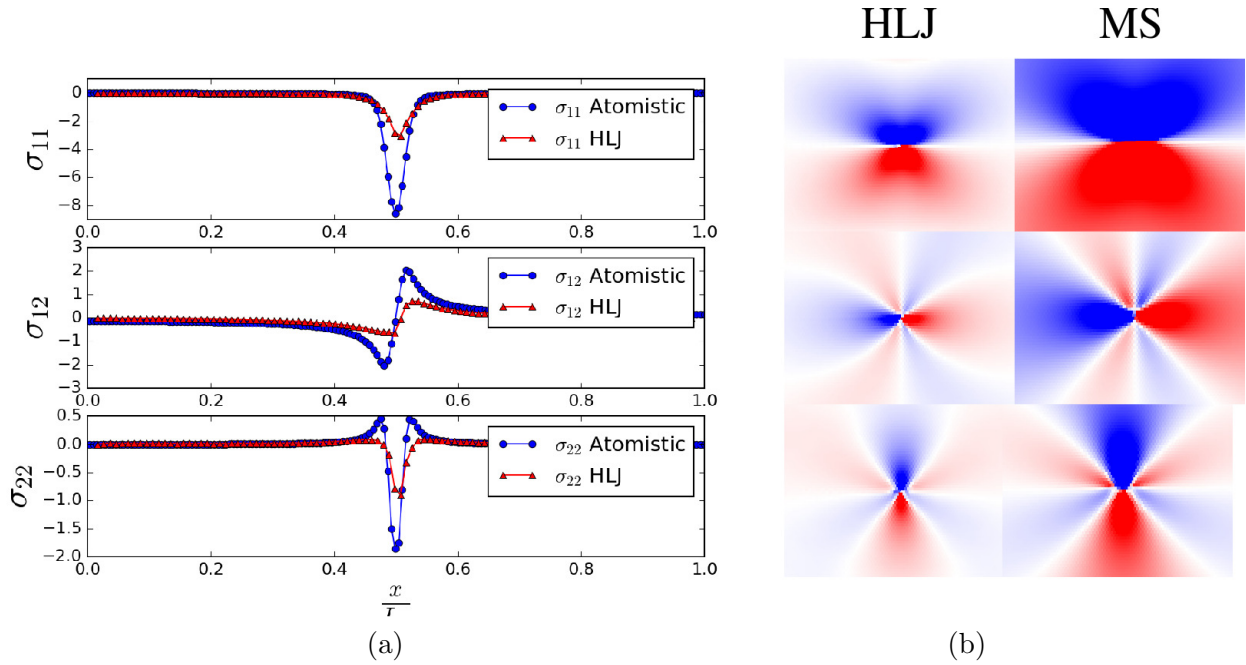 HLJ MS
0
−2
−4
−6
−8
σ11
σ11 Atomistic
σ11 HLJ
0.0 0.2 0.4 0.6 0.8 1.0
3
2
1
0
−1
−2
−3
σ12
σ12 Atomistic
σ12 HLJ
0.0 0.2 0.4 0.6 0.8 1.0
0.5
0.0
−0.5
−1.0
−1.5
−2.0
σ22
σ22 Atomistic
σ22 HLJ
0.0 0.2 0.4 0.6 0.8 1.0
x
(a) (b)